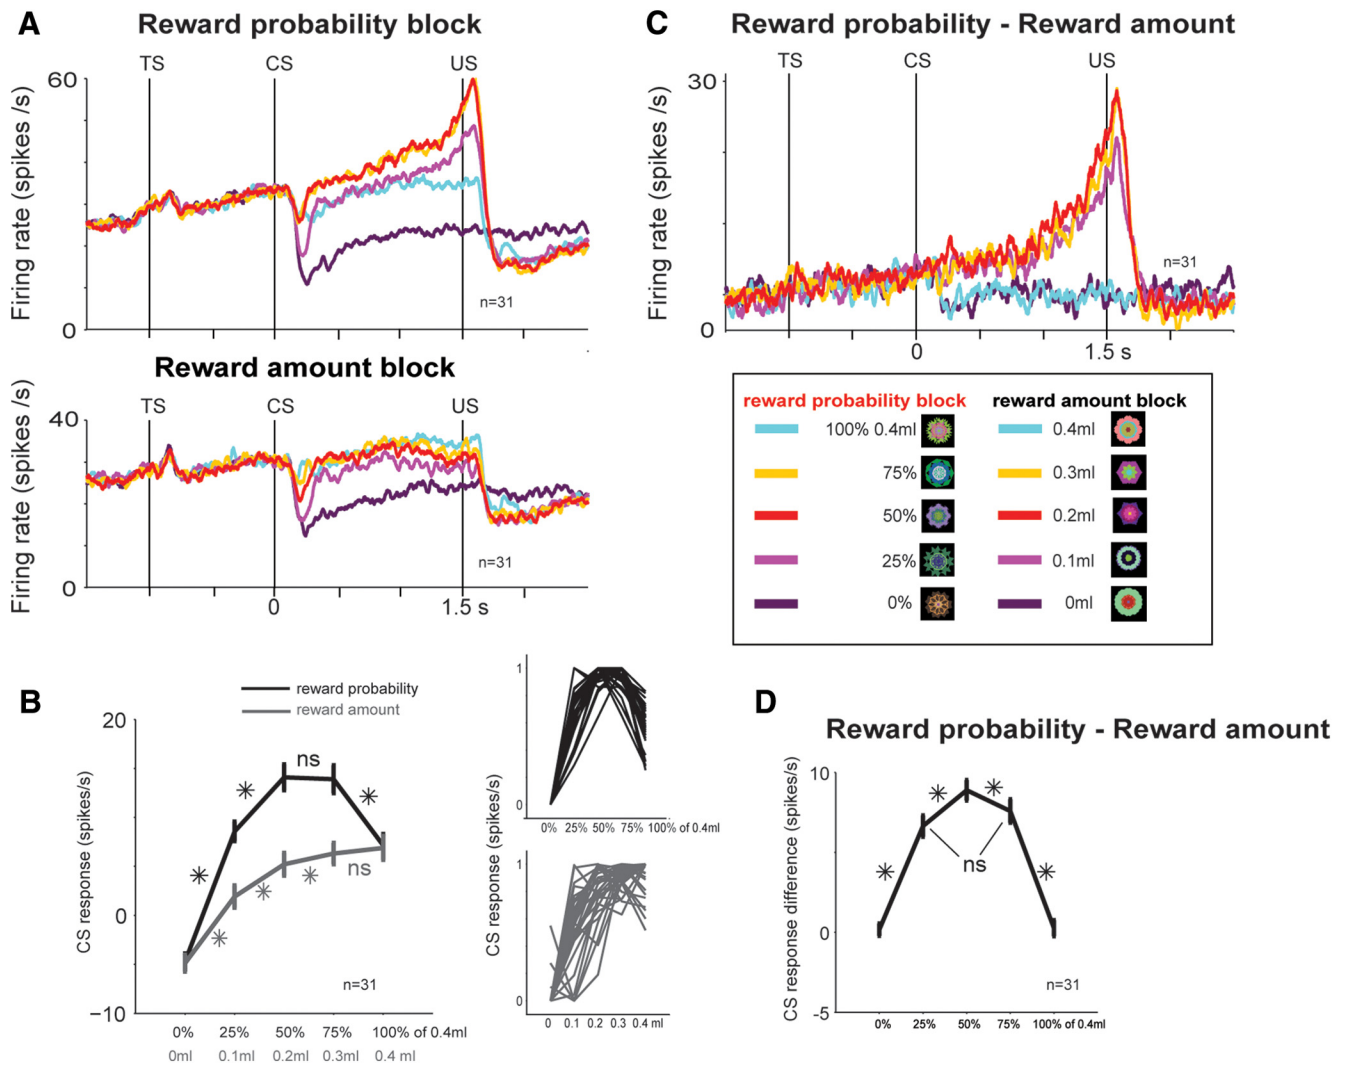 A
Reward probability block
TS CS US
60
Firing rate (spikes /s)
n=31
0
Reward amount block
TS CS US
40
Firing rate (spikes /s)
n=31
0
0 1.5 s
C
Reward probability - Reward amount
TS CS US
30
Firing rate (spikes /s)
n=31
0
0 1.5 s
reward probability block reward amount block
100% 0.4ml 0.4ml
75% 0.3ml
50% 0.2ml
25% 0.1ml
0% 0ml
B
reward probability
reward amount
20
ns
CS response (spikes/s)
0
ns
n=31
−10
0% 25% 50% 75% 100% of 0.4ml
0ml 0.1ml 0.2ml 0.3ml 0.4 ml
CS response (spikes/s)
1
0
0% 25% 50% 75% 100% of 0.4ml
1
0
0 0.1 0.2 0.3 0.4 ml
D
Reward probability - Reward amount
10
CS response difference (spikes/s)
ns
0
n=31
-5
0% 25% 50% 75% 100% of 0.4ml